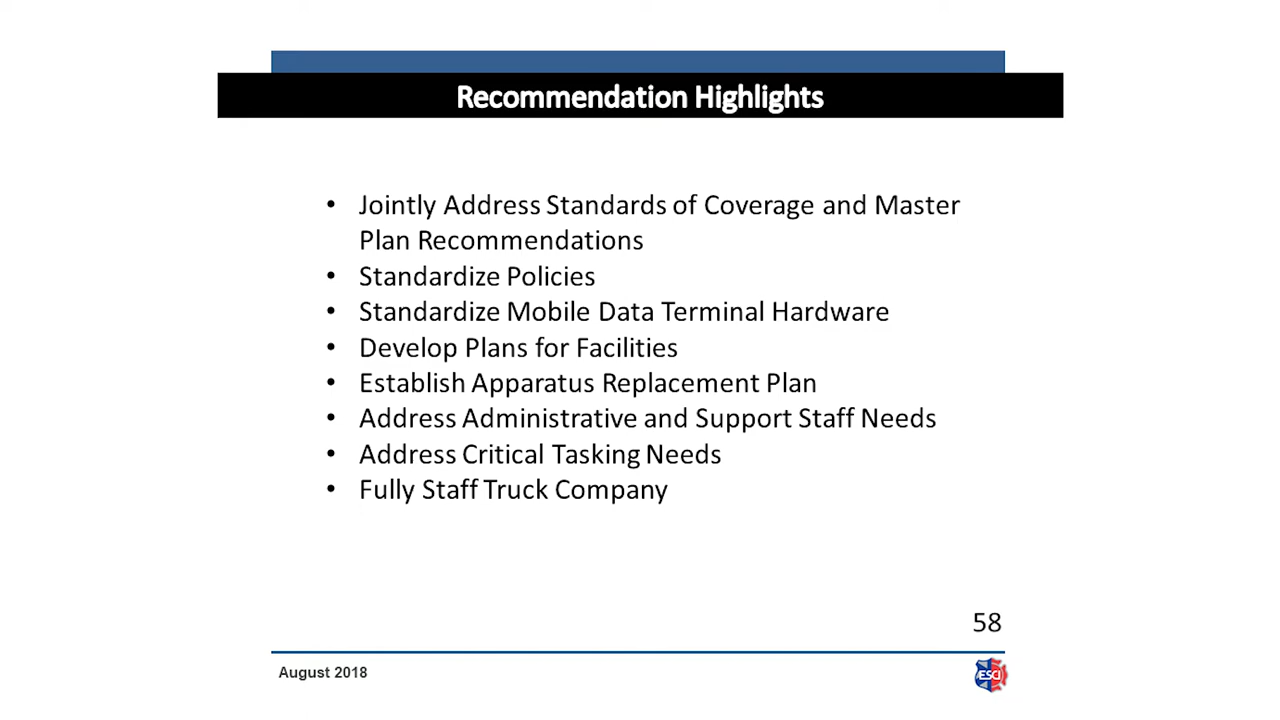 Recommendation Highlights
• Jointly Address Standards of Coverage and Master
Plan Recommendations
• Standardize Policies
• Standardize Mobile Data Terminal Hardware
• Develop Plans for Facilities
• Establish Apparatus Replacement Plan
• Address Administrative and Support Staff Needs
• Address Critical Tasking Needs
• Fully Staff Truck Company
58
August 2018
ESCI